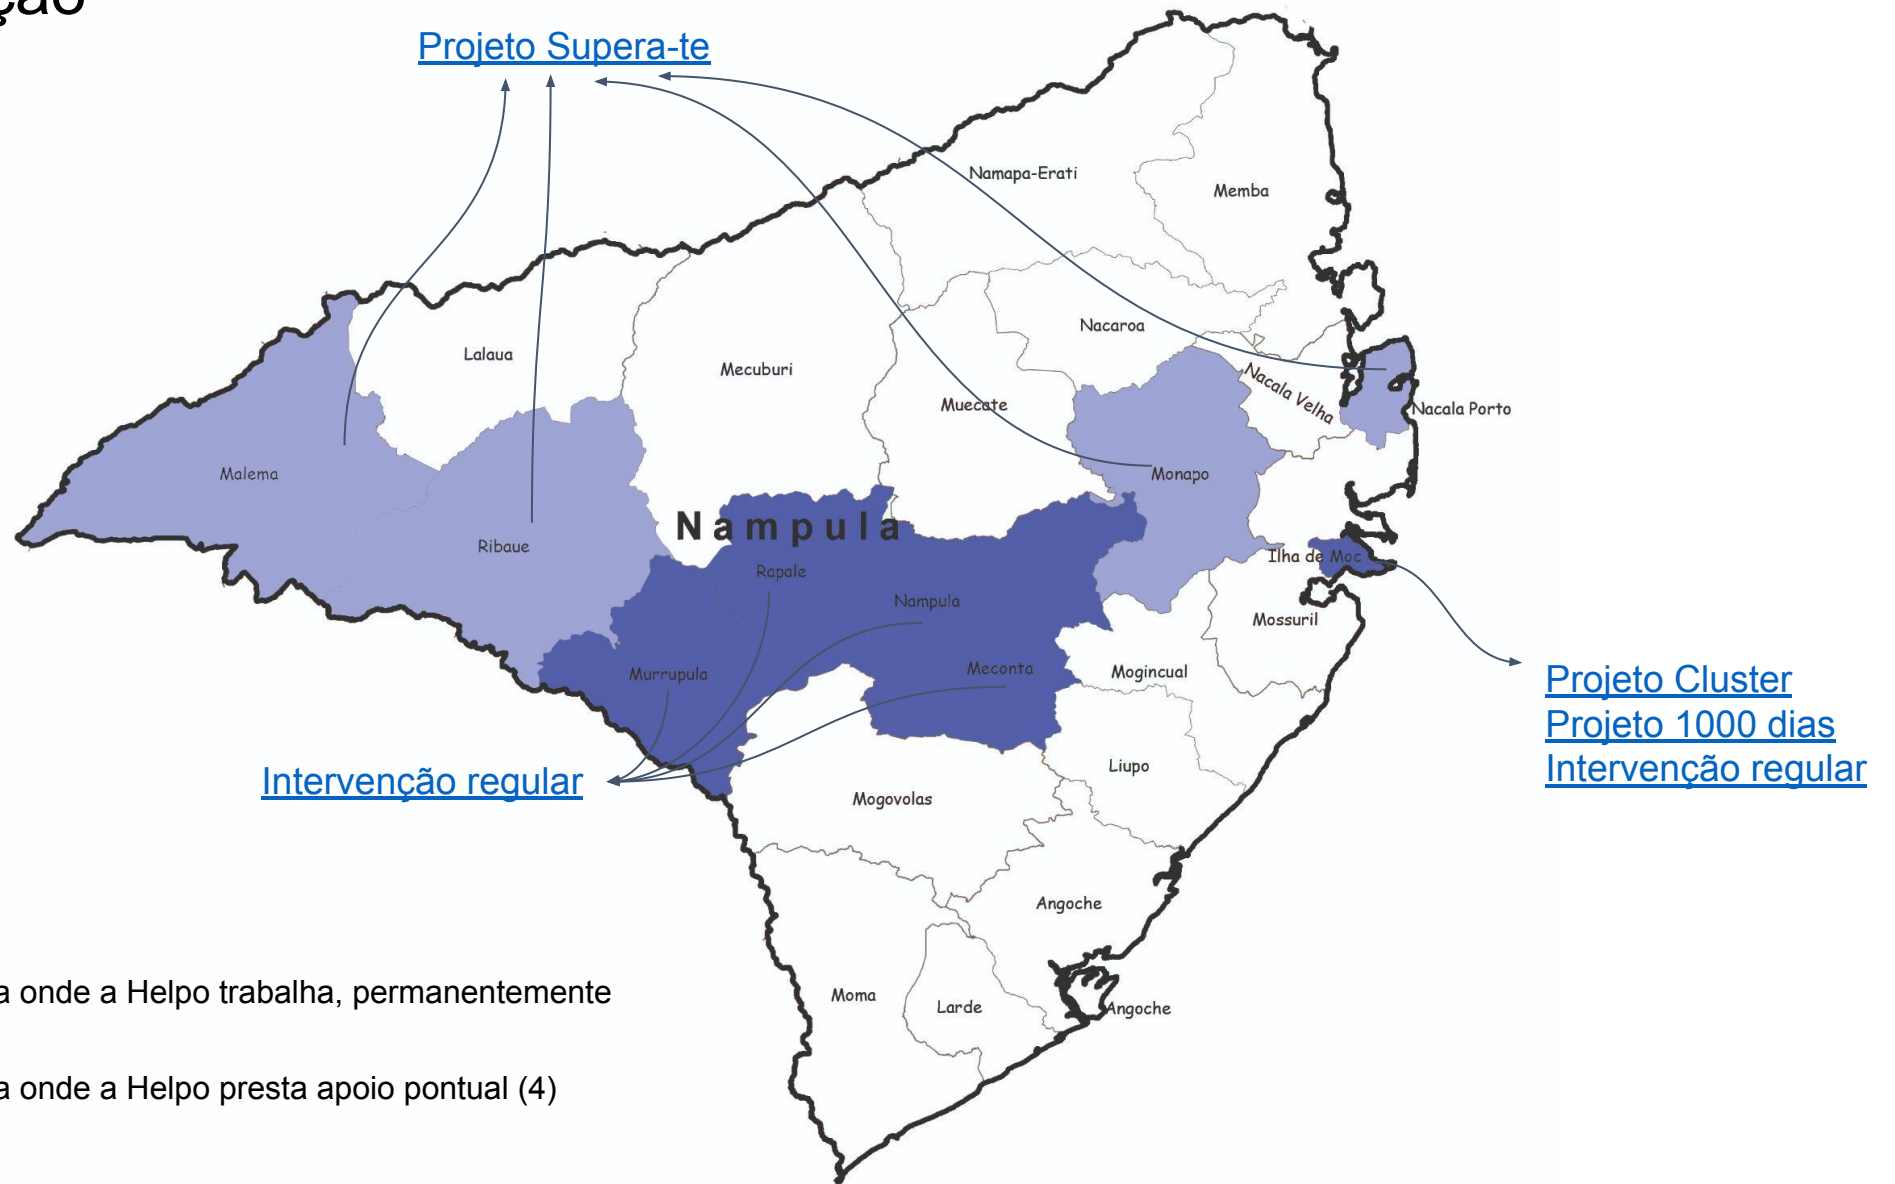 ção
Projeto Supera-te
Namapa-Erati
Memba
Nacaroa
Lalaua
Mecuburi
Nacala Velha
Muecate
Nacala Porto
Malema
Monapo
Nampula
Ribaue
Ilha de Moc
Rapale
Nampula
Mossuril
Murrupula
Meconta
Mogincual
Projeto Cluster
Projeto 1000 dias
Intervenção regular
Intervenção regular
Liupo
Mogovolas
Angoche
a onde a Helpo trabalha, permanentemente
Moma
Larde
Angoche
a onde a Helpo presta apoio pontual (4)